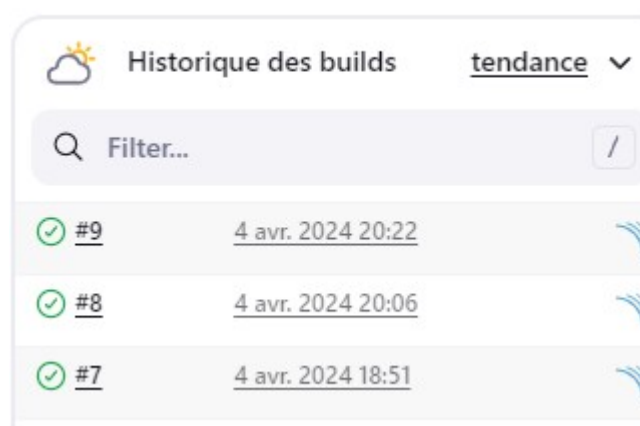 Historique des builds tendance
Filter... /
#9 4 avr. 2024 20:22
#8 4 avr. 2024 20:06
#7 4 avr. 2024 18:51